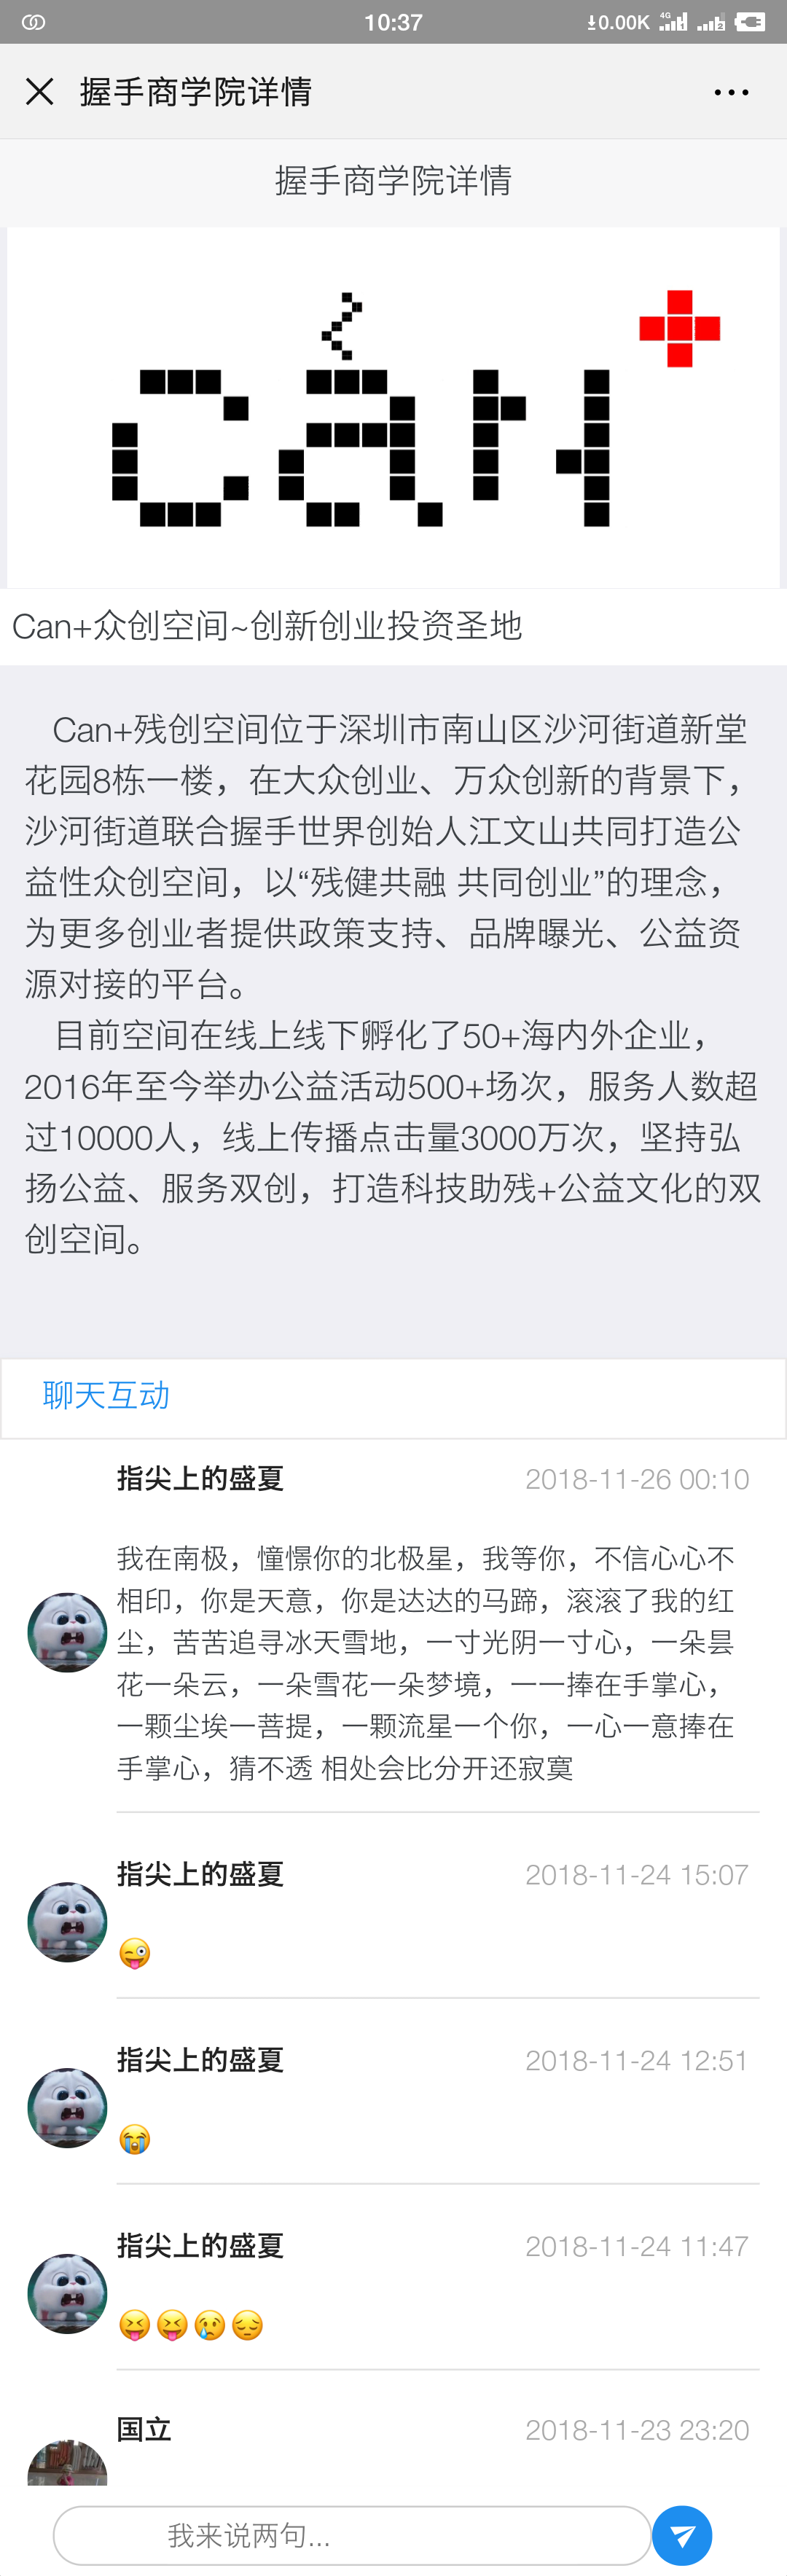 10:37
0.00K
4G
1
2
握手商学院详情
握手商学院详情
can+
Can+众创空间~创新创业投资圣地
Can+残创空间位于深圳市南山区沙河街道新堂
花园8栋一楼，在大众创业、万众创新的背景下，
沙河街道联合握手世界创始人江文山共同打造公
益性众创空间，以“残健共融 共同创业”的理念，
为更多创业者提供政策支持、品牌曝光、公益资
源对接的平台。
目前空间在线上线下孵化了50+海内外企业，
2016年至今举办公益活动500+场次，服务人数超
过10000人，线上传播点击量3000万次，坚持弘
扬公益、服务双创，打造科技助残+公益文化的双
创空间。
聊天互动
指尖上的盛夏 2018-11-26 00:10
我在南极，憧憬你的北极星，我等你，不信心心不
相印，你是天意，你是达达的马蹄，滚滚了我的红
尘，苦苦追寻冰天雪地，一寸光阴一寸心，一朵昙
花一朵云，一朵雪花一朵梦境，一一捧在手掌心，
一颗尘埃一菩提，一颗流星一个你，一心一意捧在
手掌心，猜不透 相处会比分开还寂寞
指尖上的盛夏 2018-11-24 15:07
😜
指尖上的盛夏 2018-11-24 12:51
😭
指尖上的盛夏 2018-11-24 11:47
😝😝😢😔
国立 2018-11-23 23:20
我来说两句...